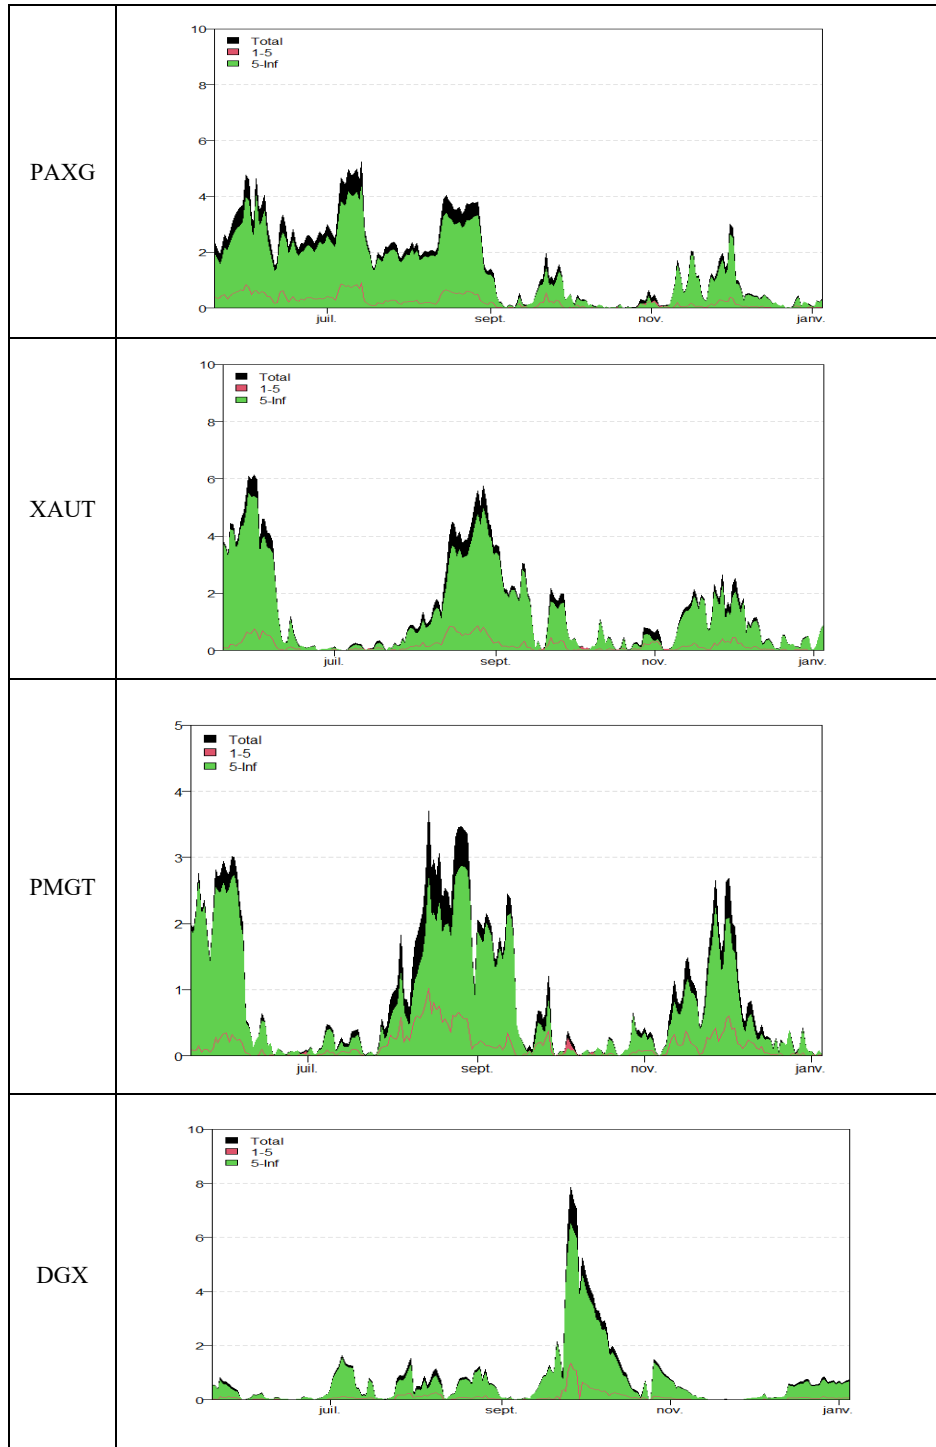 PAXG
10
8
6
4
2
0
Total
1-5
5-Inf
juil.
sept.
nov.
janv.
XAUT
10
8
6
4
2
0
Total
1-5
5-Inf
juil.
sept.
nov.
janv.
PMGT
5
4
3
2
1
0
Total
1-5
5-Inf
juil.
sept.
nov.
janv.
DGX
10
8
6
4
2
0
Total
1-5
5-Inf
juil.
sept.
nov.
janv.